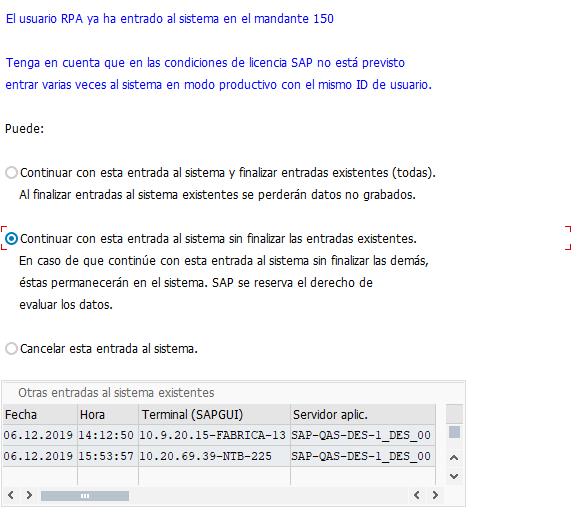 El usuario RPA ya ha entrado al sistema en el mandante 150
Tenga en cuenta que en las condiciones de licencia SAP no está previsto
entrar varias veces al sistema en modo productivo con el mismo ID de usuario.
Puede:
Continuar con esta entrada al sistema y finalizar entradas existentes (todas).
Al finalizar entradas al sistema existentes se perderán datos no grabados.
Continuar con esta entrada al sistema sin finalizar las entradas existentes.
En caso de que continúe con esta entrada al sistema sin finalizar las demás,
éstas permanecerán en el sistema. SAP se reserva el derecho de
evaluar los datos.
Cancelar esta entrada al sistema.
Otras entradas al sistema existentes
Fecha Hora Terminal (SAPGUI) Servidor aplic.
06.12.2019 14:12:50 10.9.20.15-FABRICA-13 SAP-QAS-DES-1_DES_00
06.12.2019 15:53:57 10.20.69.39-NTB-225 SAP-QAS-DES-1_DES_00